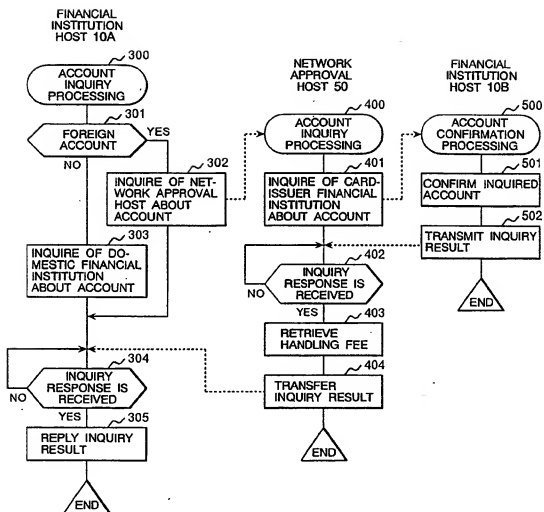 FINANCIAL
INSTITUTION
HOST 10A
300
ACCOUNT
INQUIRY
PROCESSING
301
FOREIGN
ACCOUNT
YES
NO
302
INQUIRE OF NET-
WORK APPROVAL
HOST ABOUT
ACCOUNT
303
INQUIRE OF DO-
MESTIC FINANCIAL
INSTITUTION
ABOUT ACCOUNT
304
INQUIRY
RESPONSE IS
RECEIVED
NO
YES
305
REPLY INQUIRY
RESULT
END
NETWORK
APPROVAL
HOST 50
400
ACCOUNT
INQUIRY
PROCESSING
401
INQUIRE OF CARD-
ISSUER FINANCIAL
INSTITUTION
ABOUT ACCOUNT
402
INQUIRY
RESPONSE IS
RECEIVED
NO
YES
403
RETRIEVE
HANDLING FEE
404
TRANSFER
INQUIRY RESULT
END
FINANCIAL
INSTITUTION
HOST 10B
500
ACCOUNT
CONFIRMATION
PROCESSING
501
CONFIRM INQUIRED
ACCOUNT
502
TRANSMIT INQUIRY
RESULT
END